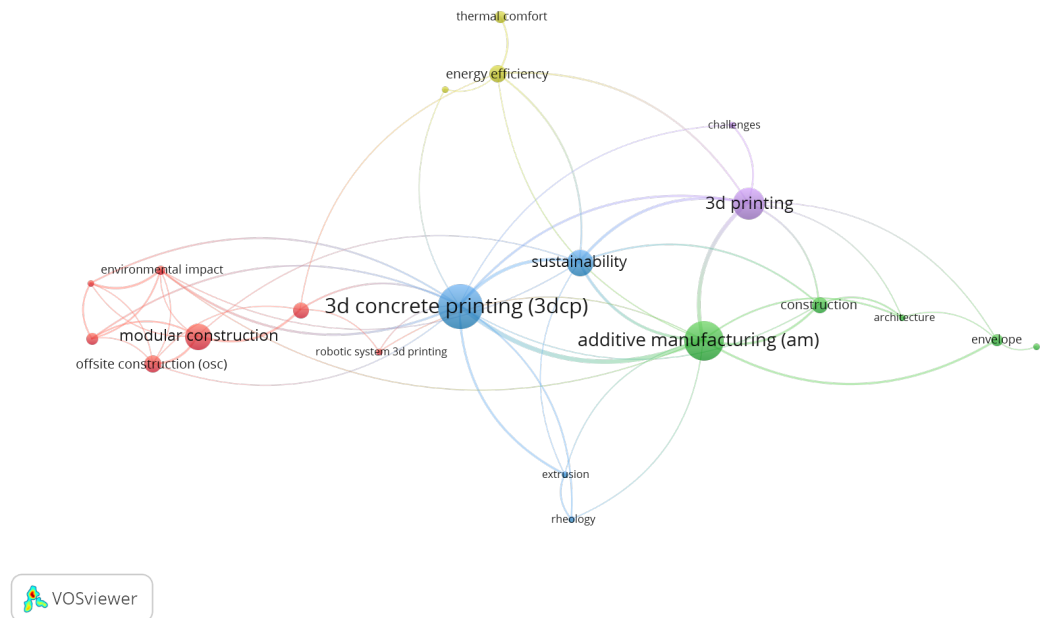 thermal comfort
energy efficiency
challenges
3d printing
sustainability
environmental impact
3d concrete printing (3dcp)
construction
architecture
modular construction
additive manufacturing (am)
envelope
robotic system 3d printing
offsite construction (osc)
extrusion
rheology
VOSviewer